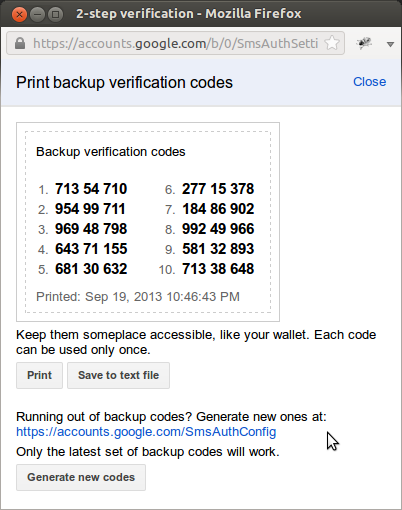 2-step verification - Mozilla Firefox
https://accounts.google.com/b/0/SmsAuthSetti
Print backup verification codes
Close
Backup verification codes
1. 713 54 710 6. 277 15 378
2. 954 99 711 7. 184 86 902
3. 969 48 798 8. 992 49 966
4. 643 71 155 9. 581 32 893
5. 681 30 632 10. 713 38 648
Printed: Sep 19, 2013 10:46:43 PM
Keep them someplace accessible, like your wallet. Each code
can be used only once.
Print Save to text file
Running out of backup codes? Generate new ones at:
https://accounts.google.com/SmsAuthConfig
Only the latest set of backup codes will work.
Generate new codes